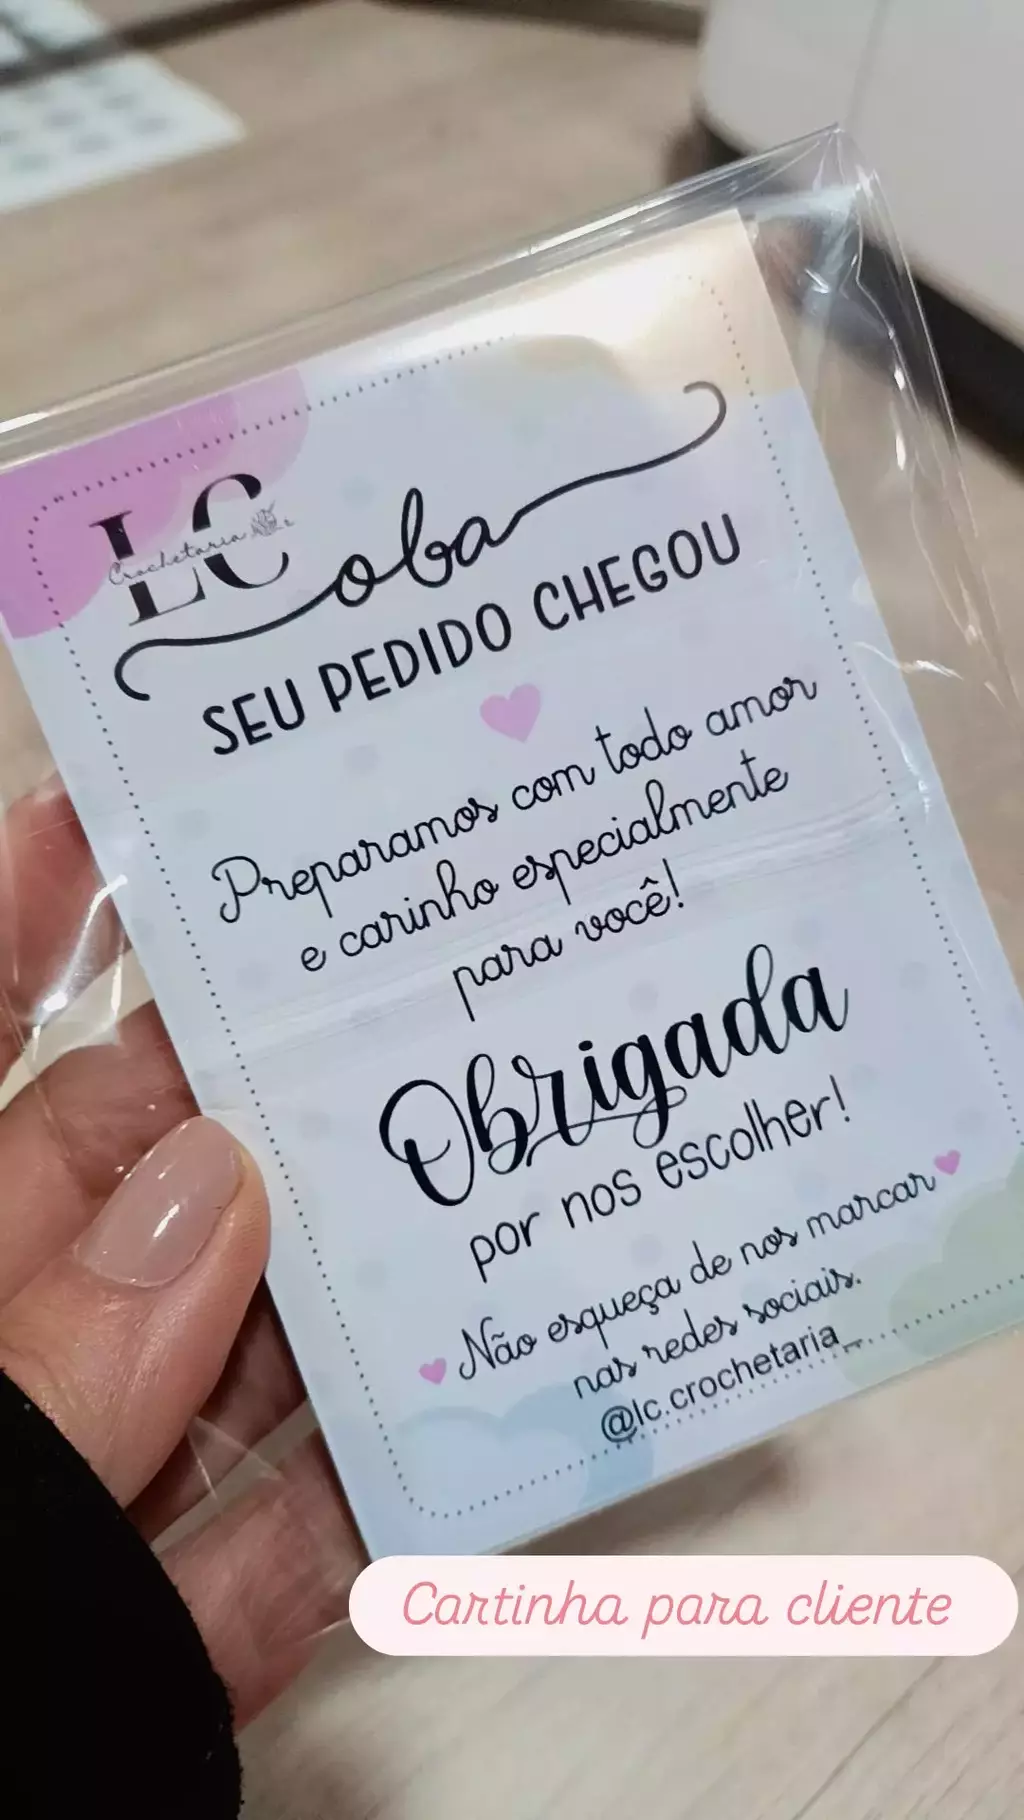 LC
Crochetaria
oba
SEU PEDIDO CHEGOU
Preparamos com todo amor
e carinho especialmente
para você!
Obrigada
por nos escolher!
Não esqueça de nos marcar
nas redes sociais.
@lc.crochetaria_
Cartinha para cliente